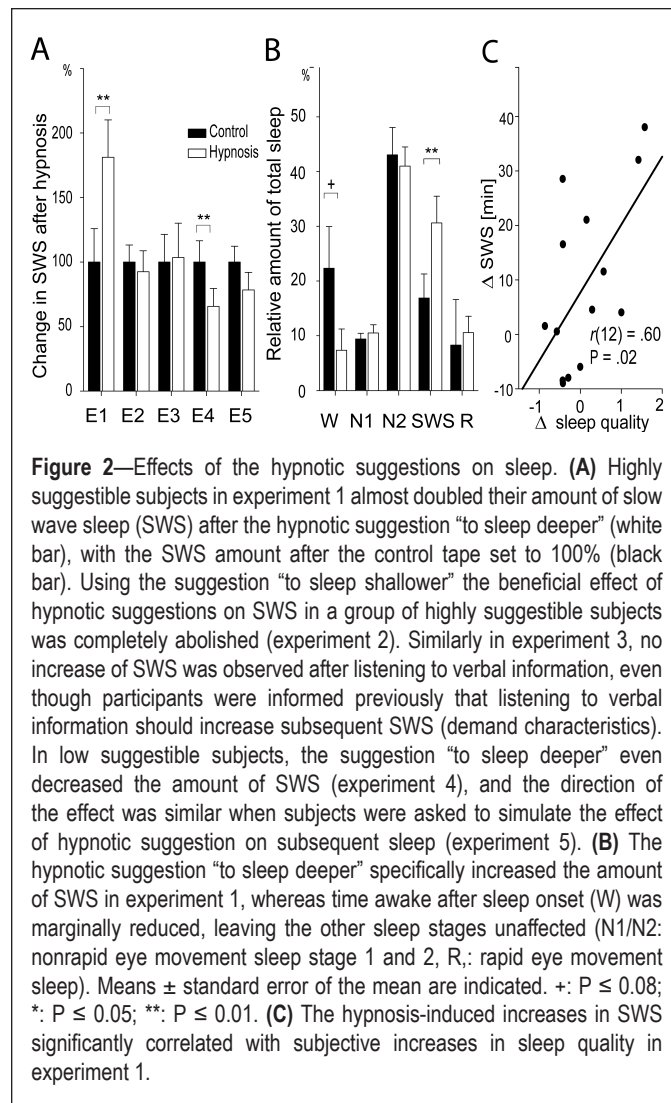 A
B
C
%
Change in SWS after hypnosis
200
150
100
50
0
**
**
Control
Hypnosis
E1 E2 E3 E4 E5
%
Relative amount of total sleep
50
40
30
20
10
0
+
**
W N1 N2 SWS R
Δ SWS [min]
40
30
20
10
0
-10
r(12) = .60
P = .02
-1 0 1 2
Δ sleep quality
Figure 2—Effects of the hypnotic suggestions on sleep. (A) Highly
suggestible subjects in experiment 1 almost doubled their amount of slow
wave sleep (SWS) after the hypnotic suggestion “to sleep deeper” (white
bar), with the SWS amount after the control tape set to 100% (black
bar). Using the suggestion “to sleep shallower” the beneficial effect of
hypnotic suggestions on SWS in a group of highly suggestible subjects
was completely abolished (experiment 2). Similarly in experiment 3, no
increase of SWS was observed after listening to verbal information, even
though participants were informed previously that listening to verbal
information should increase subsequent SWS (demand characteristics).
In low suggestible subjects, the suggestion “to sleep deeper” even
decreased the amount of SWS (experiment 4), and the direction of
the effect was similar when subjects were asked to simulate the effect
of hypnotic suggestion on subsequent sleep (experiment 5). (B) The
hypnotic suggestion “to sleep deeper” specifically increased the amount
of SWS in experiment 1, whereas time awake after sleep onset (W) was
marginally reduced, leaving the other sleep stages unaffected (N1/N2:
nonrapid eye movement sleep stage 1 and 2, R,: rapid eye movement
sleep). Means ± standard error of the mean are indicated. +: P ≤ 0.08;
*: P ≤ 0.05; **: P ≤ 0.01. (C) The hypnosis-induced increases in SWS
significantly correlated with subjective increases in sleep quality in
experiment 1.